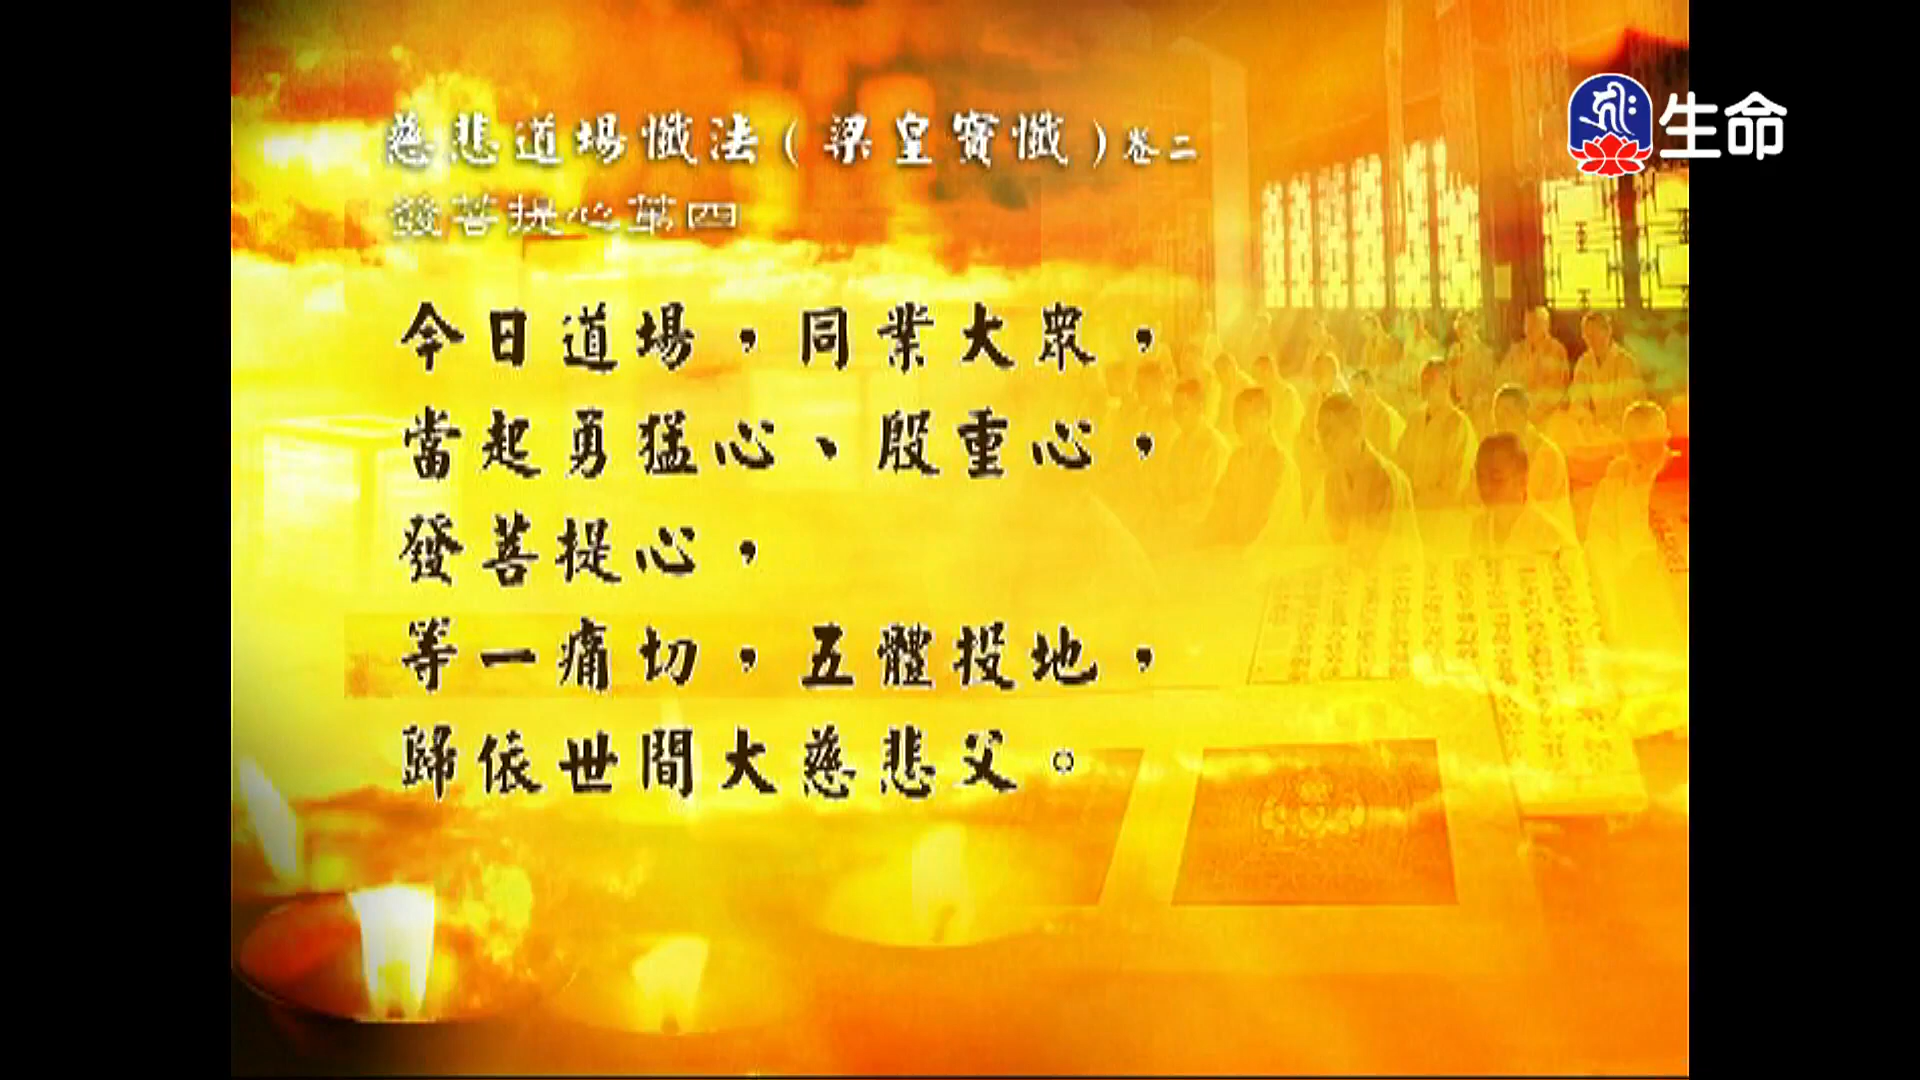 慈悲道場懺法(梁皇寶懺)卷二
發菩提心第四
今日道場，同業大眾，
當起勇猛心、殷重心，
發菩提心，
等一痛切，五體投地，
歸依世間大慈悲父。
生命